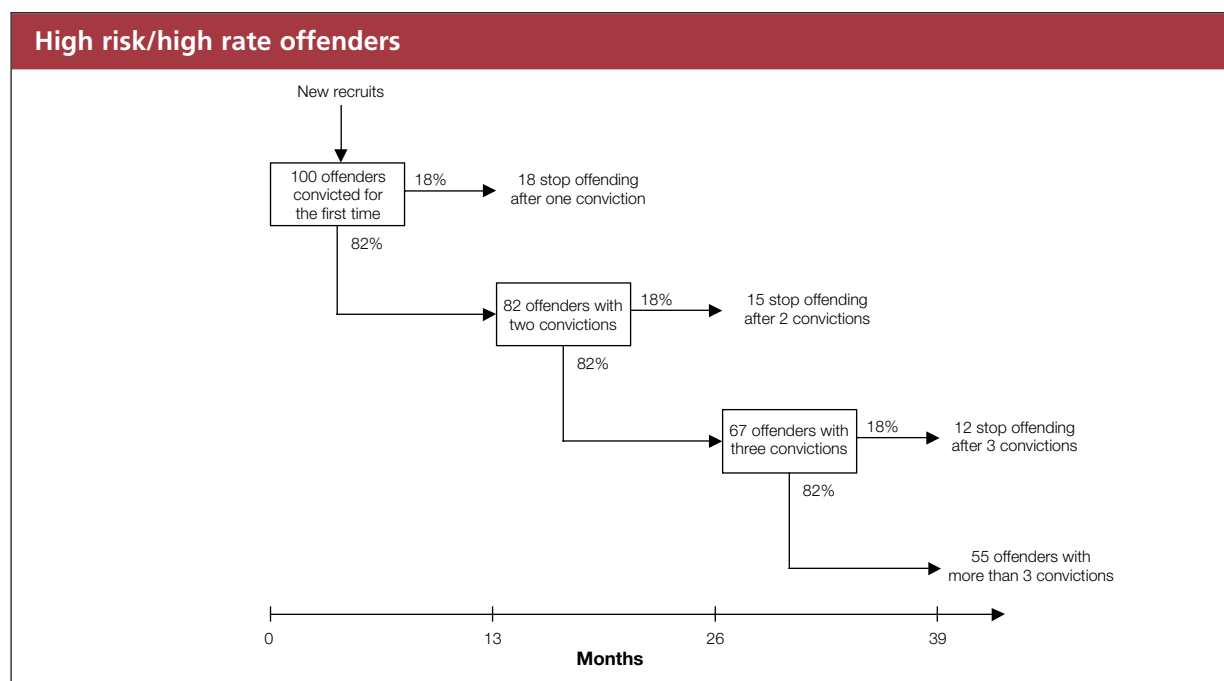 High risk/high rate offenders
New recruits
100 offenders
convicted for
the first time
18%
18 stop offending
after one conviction
82%
82 offenders with
two convictions
18%
15 stop offending
after 2 convictions
82%
67 offenders with
three convictions
18%
12 stop offending
after 3 convictions
82%
55 offenders with
more than 3 convictions
0
13
26
39
Months